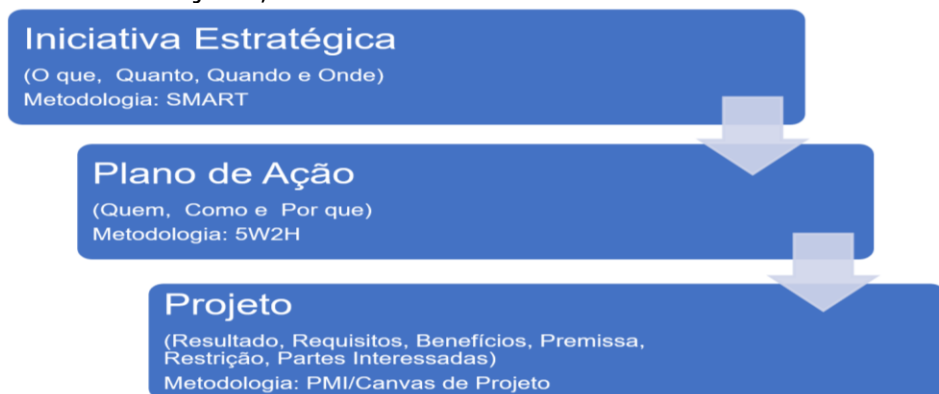 Iniciativa Estratégica
(O que, Quanto, Quando e Onde)
Metodologia: SMART
Plano de Ação
(Quem, Como e Por que)
Metodologia: 5W2H
Projeto
(Resultado, Requisitos, Benefícios, Premissa,
Restrição, Partes Interessadas)
Metodologia: PMI/Canvas de Projeto